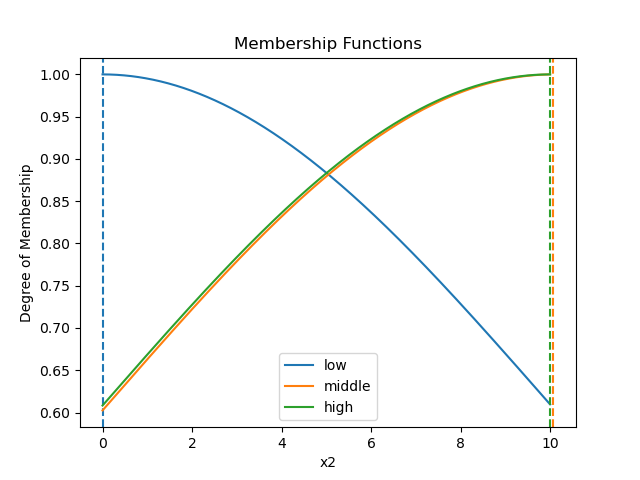 Membership Functions
Degree of Membership
1.00
0.95
0.90
0.85
0.80
0.75
0.70
0.65
0.60
low
middle
high
0 2 4 6 8 10
x2